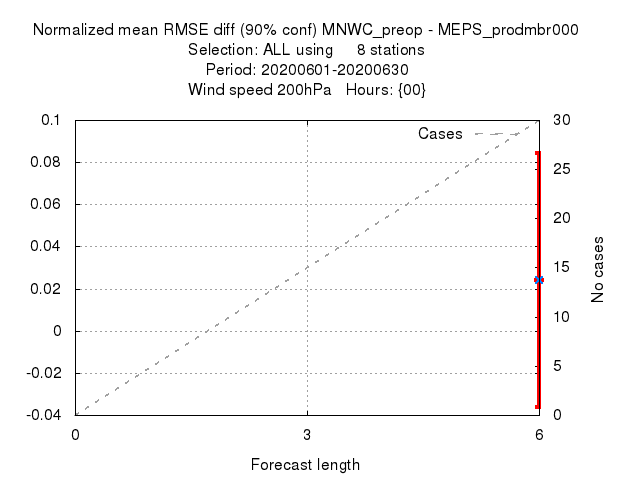 Normalized mean RMSE diff (90% conf) MNWC_preop - MEPS_prodmbr000
Selection: ALL using 8 stations
Period: 20200601-20200630
Wind speed 200hPa Hours: {00}
0.1
0.08
0.06
0.04
0.02
0
-0.02
-0.04
Cases
30
25
20
15
10
5
0
No cases
0 3 6
Forecast length